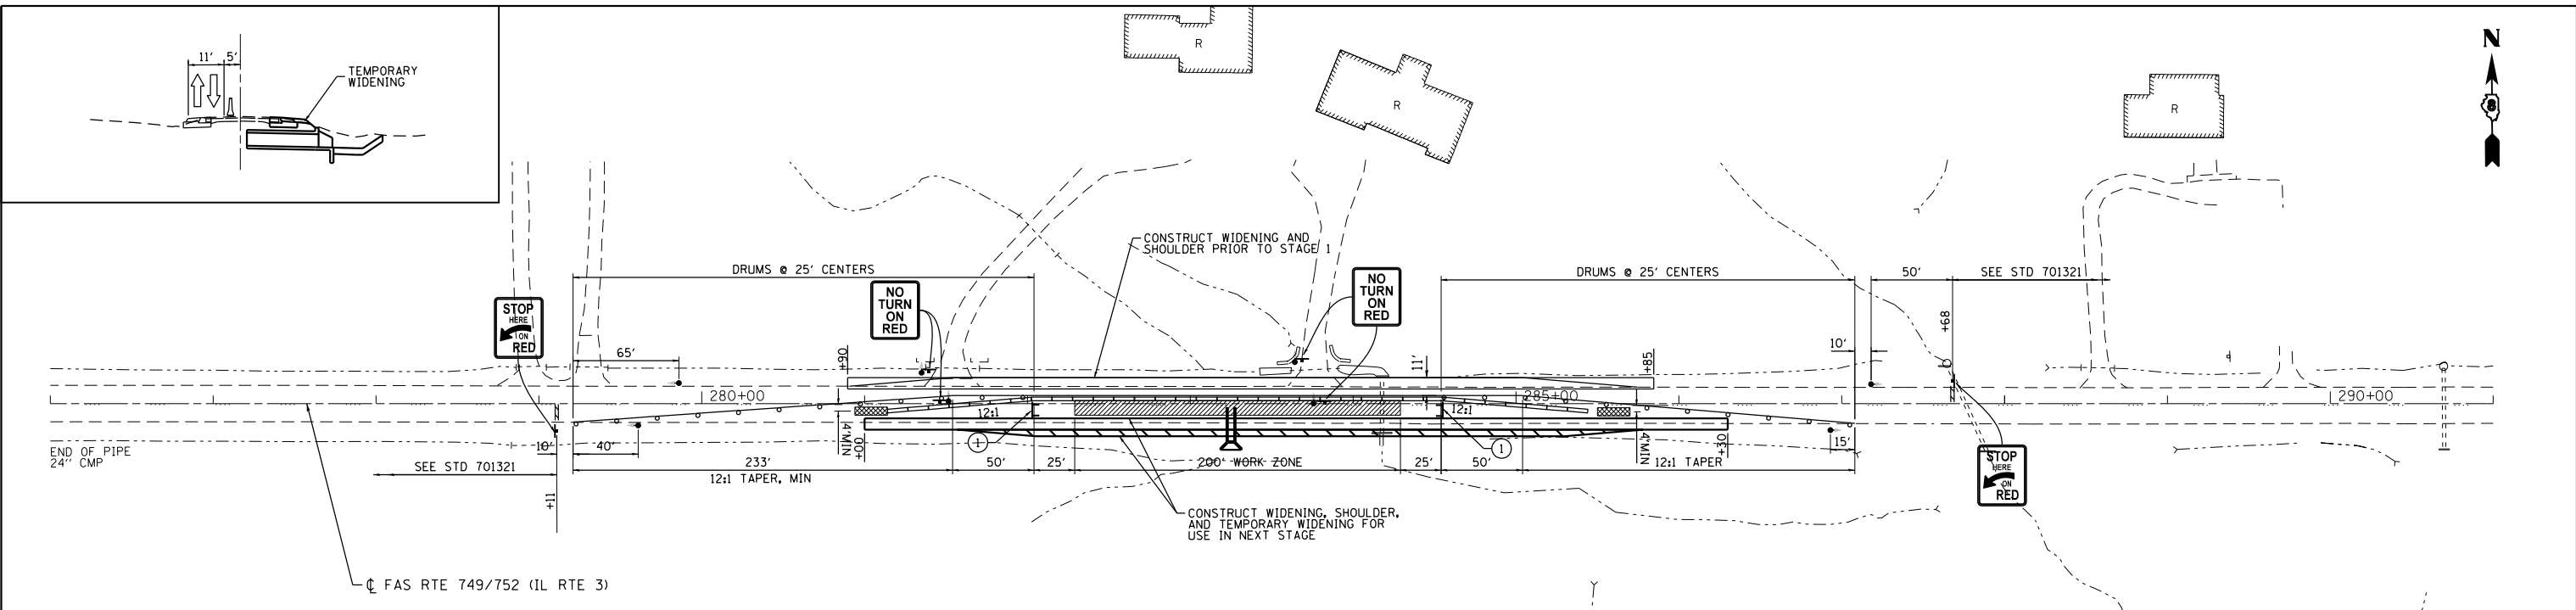 11' 5'
TEMPORARY
WIDENING
R
R
R
N
CONSTRUCT WIDENING AND
SHOULDER PRIOR TO STAGE 1
DRUMS @ 25' CENTERS
DRUMS @ 25' CENTERS
50'
SEE STD 701321
STOP
HERE
ON
RED
NO
TURN
ON
RED
NO
TURN
ON
RED
65'
+90
11'
+85
10'
+68
280+00
285+00
290+00
12:1
12:1
END OF PIPE
24" CMP
10'
40'
4'MIN
+00
1
1
4'MIN
+30
15'
SEE STD 701321
233'
50'
25'
200' WORK ZONE
25'
50'
12:1 TAPER
12:1 TAPER, MIN
+11
STOP
HERE
ON
RED
CONSTRUCT WIDENING, SHOULDER,
AND TEMPORARY WIDENING FOR
USE IN NEXT STAGE
℄ FAS RTE 749/752 (IL RTE 3)